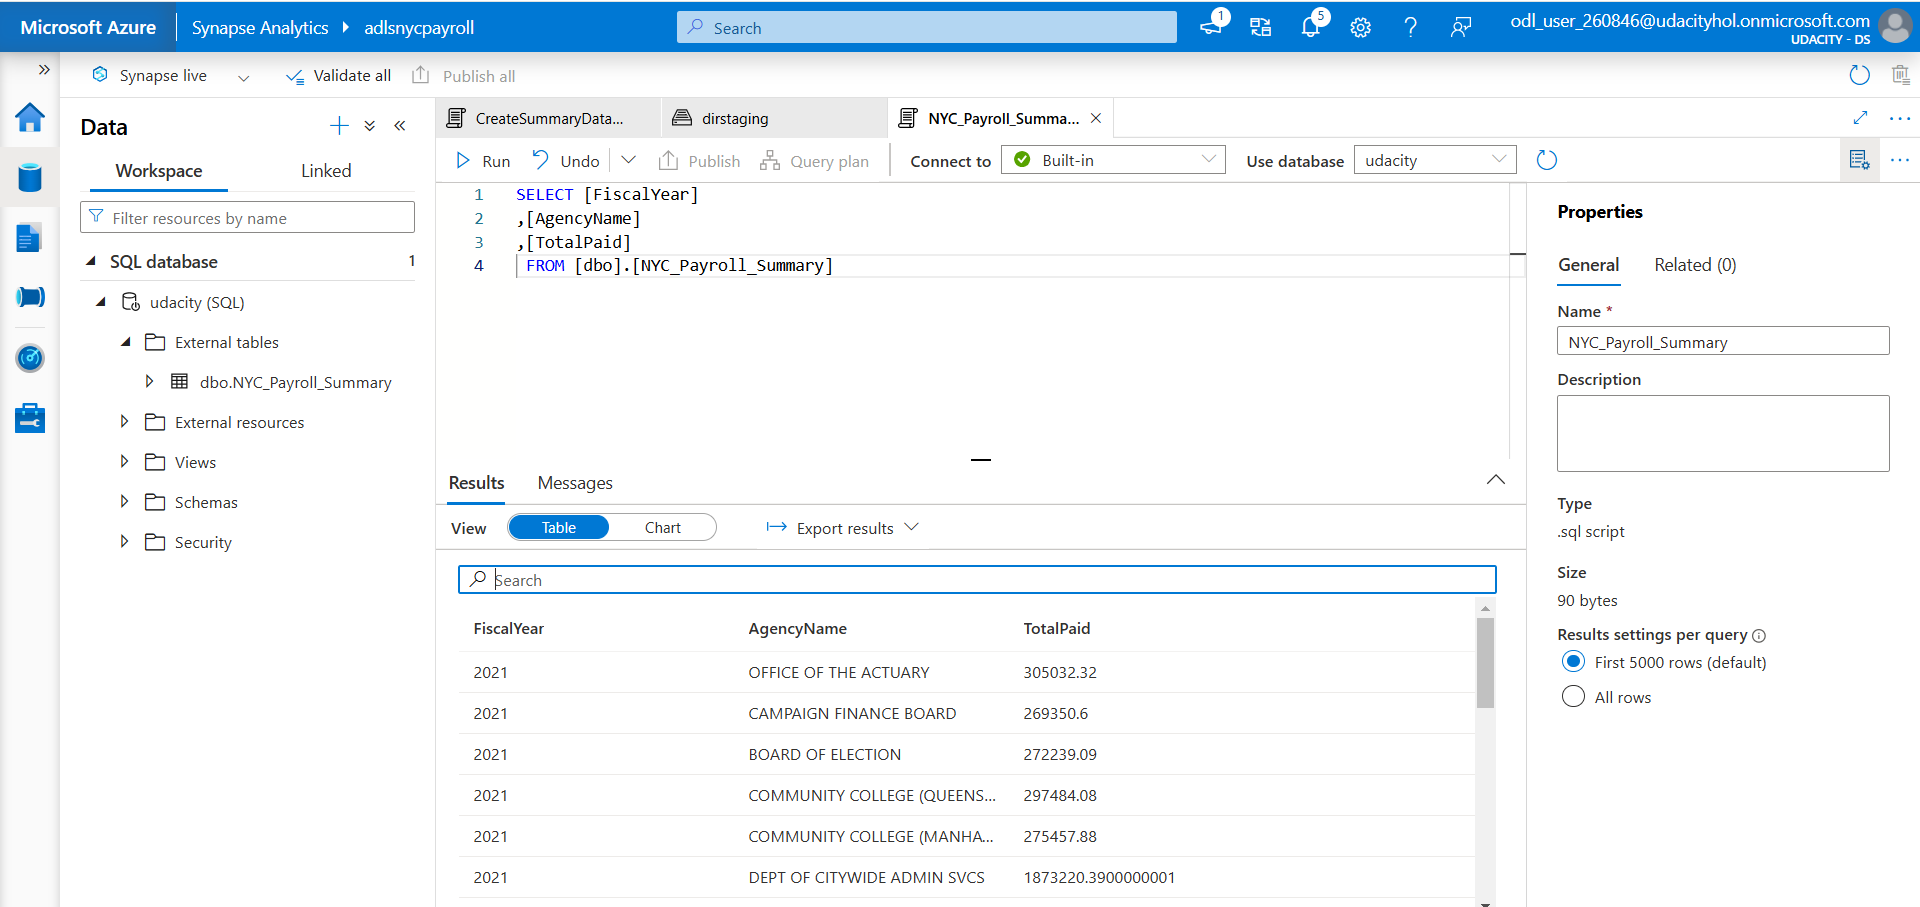 Microsoft Azure
Synapse Analytics
adlsnycpayroll
Search
1
5
odl_user_260846@udacityhol.onmicrosoft.com
UDACITY - DS
Synapse live
Validate all
Publish all
Data
Workspace
Linked
Filter resources by name
SQL database
1
udacity (SQL)
External tables
dbo.NYC_Payroll_Summary
External resources
Views
Schemas
Security
CreateSummaryData...
dirstaging
NYC_Payroll_Summa...
Run
Undo
Publish
Query plan
Connect to
Built-in
Use database
udacity
1 SELECT [FiscalYear]
2 ,[AgencyName]
3 ,[TotalPaid]
4 FROM [dbo].[NYC_Payroll_Summary]
Results
Messages
View
Table
Chart
Export results
Search
FiscalYear AgencyName TotalPaid
2021 OFFICE OF THE ACTUARY 305032.32
2021 CAMPAIGN FINANCE BOARD 269350.6
2021 BOARD OF ELECTION 272239.09
2021 COMMUNITY COLLEGE (QUEENS... 297484.08
2021 COMMUNITY COLLEGE (MANHA... 275457.88
2021 DEPT OF CITYWIDE ADMIN SVCS 1873220.3900000001
Properties
General
Related (0)
Name *
NYC_Payroll_Summary
Description
Type
.sql script
Size
90 bytes
Results settings per query
First 5000 rows (default)
All rows